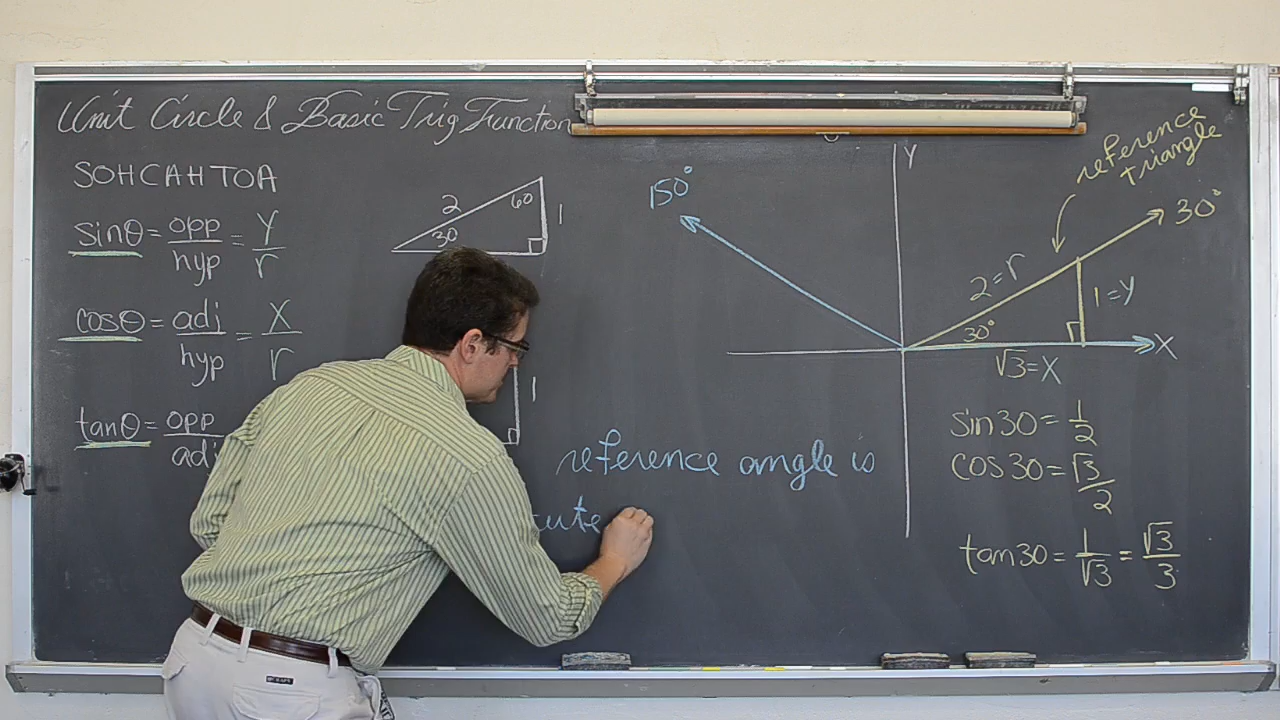 Unit Circle & Basic Trig Function
SOHCAHTOA
sinθ = opp/hyp = y/r
cosθ = adj/hyp = x/r
tanθ = opp/adj
2
60
30
1
1
150°
y
reference
triangle
30°
2=r
1=y
30°
x
√3=x
sin30 = 1/2
cos30 = √3/2
tan30 = 1/√3 = √3/3
reference angle is